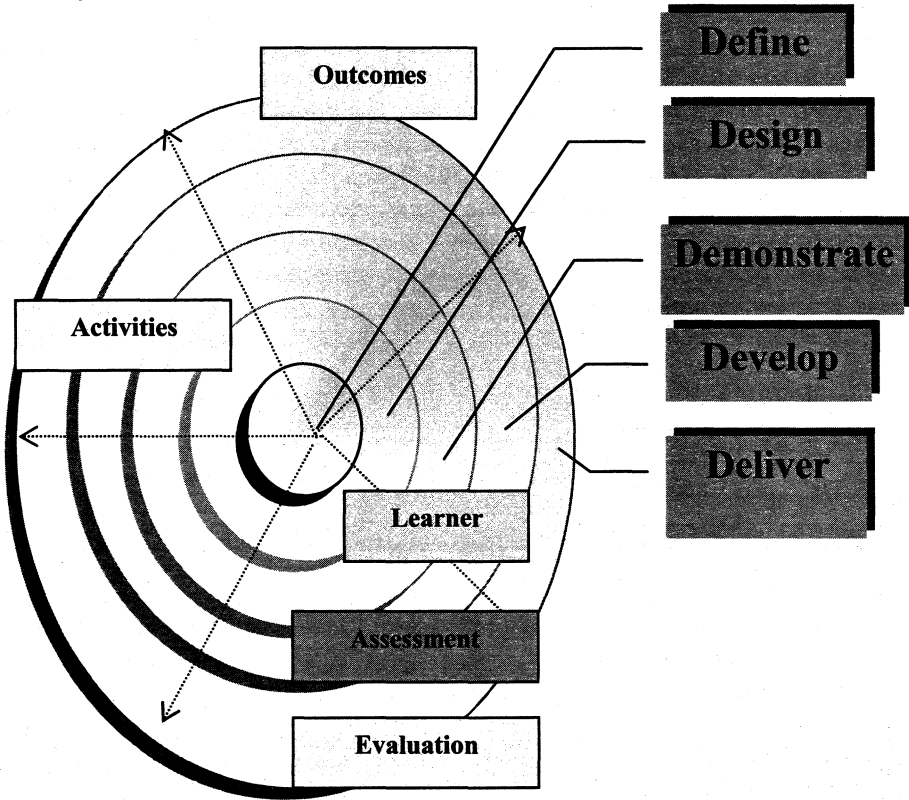 Define
Outcomes
Design
Demonstrate
Activities
Develop
Deliver
Learner
Assessment
Evaluation